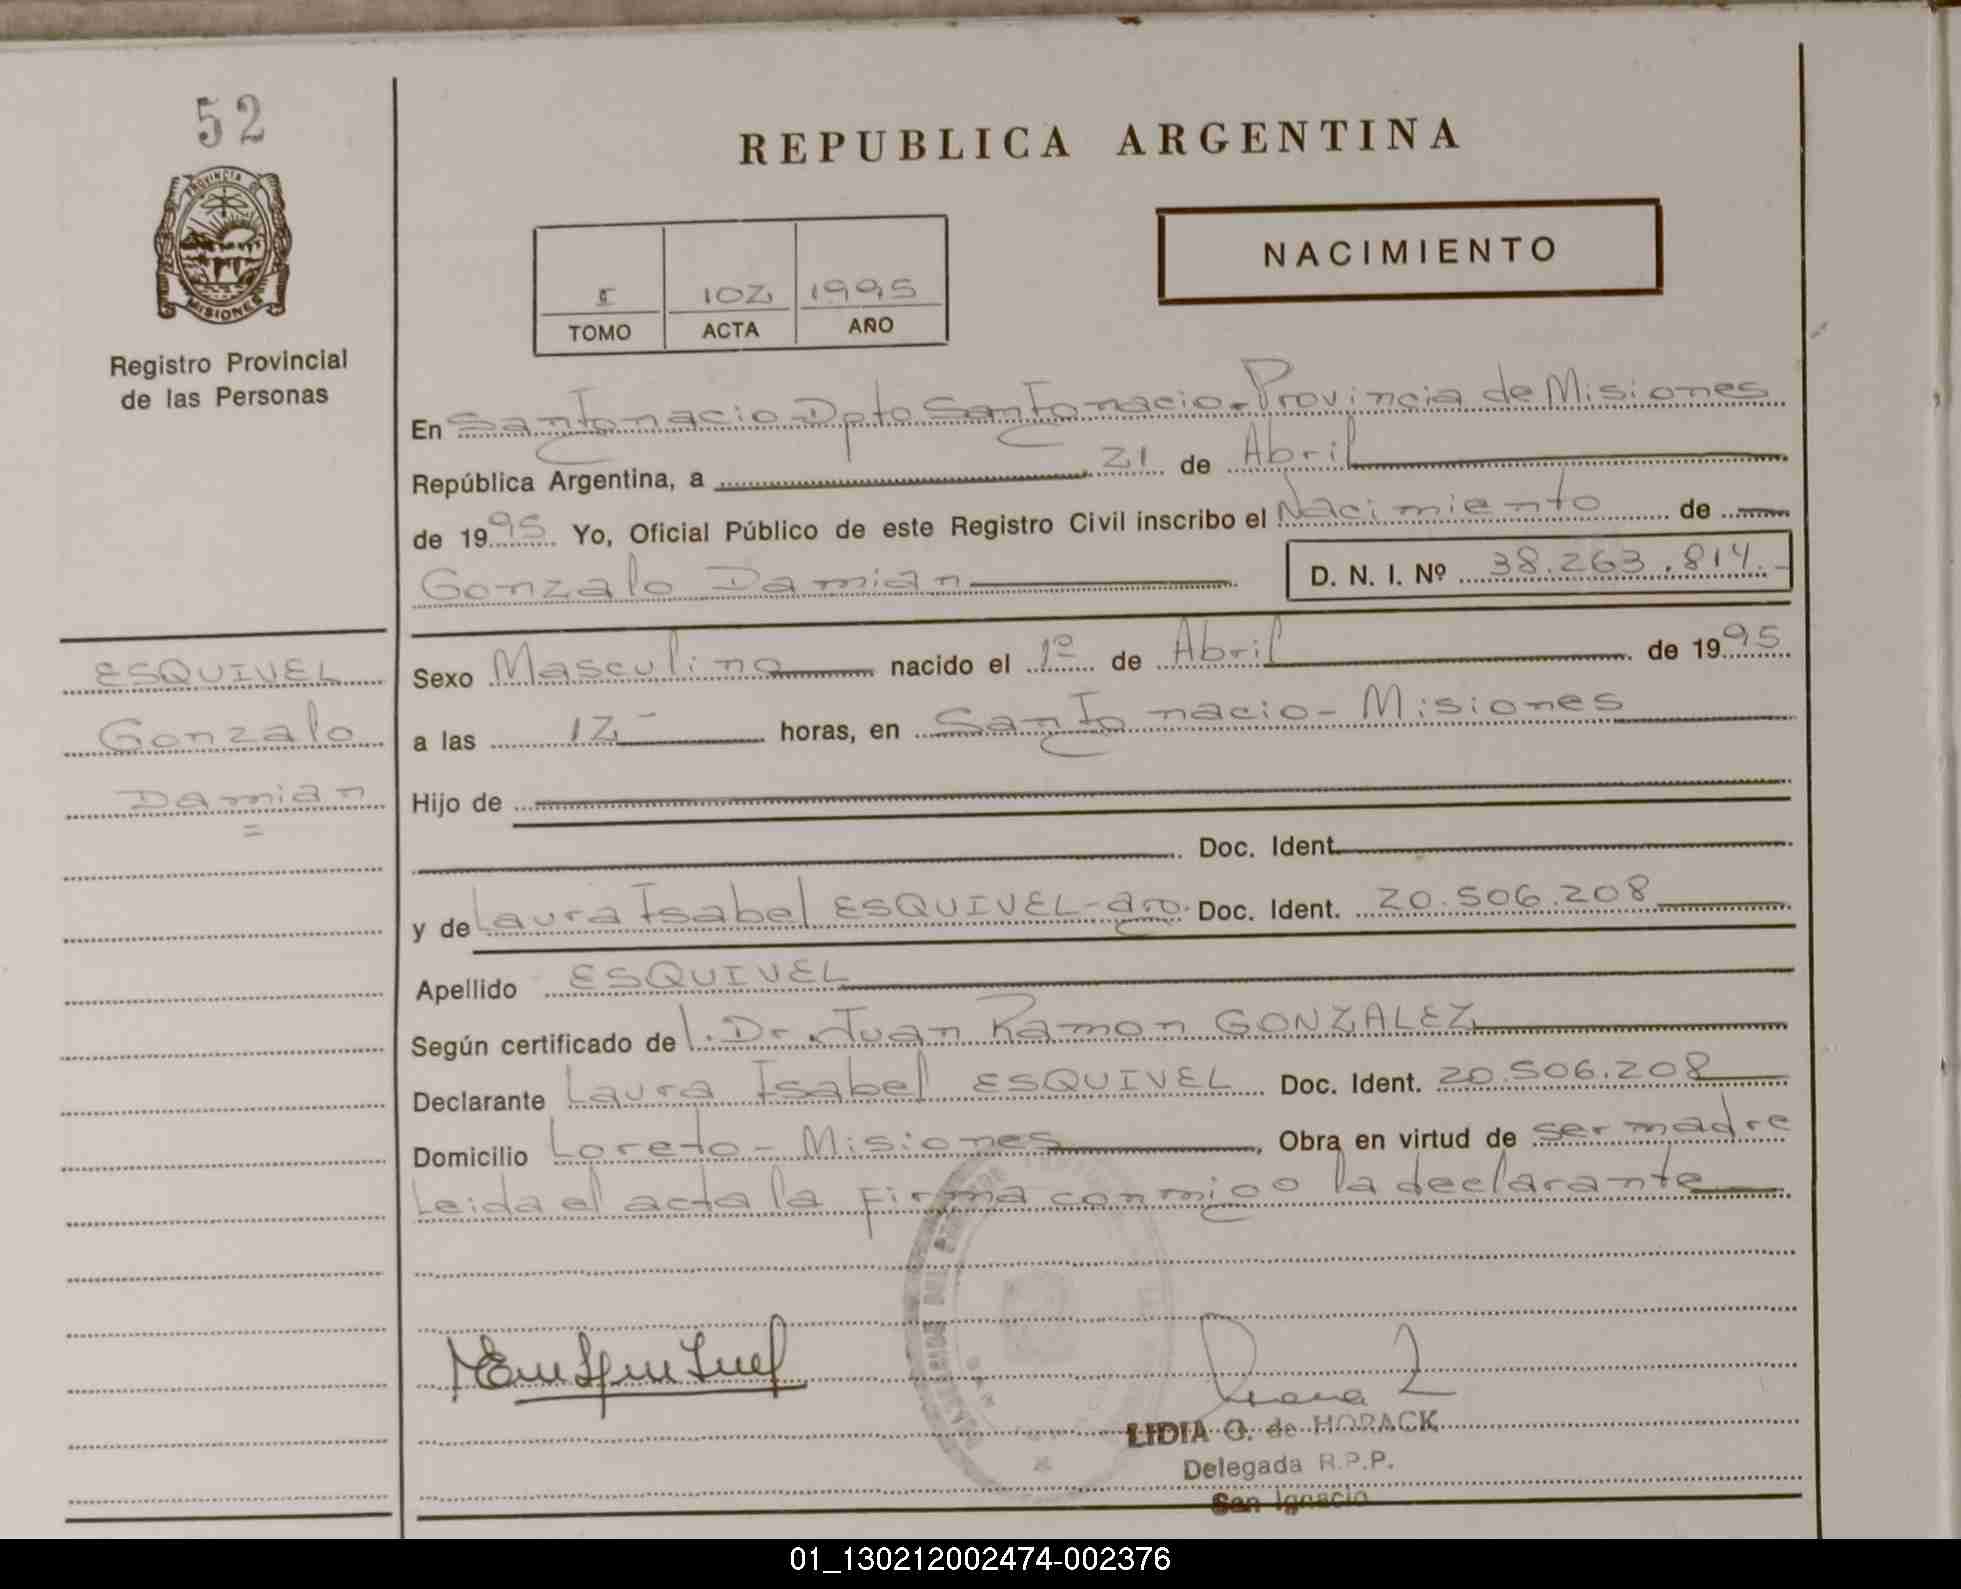 52
PROVINCIA DE
MISIONES
Registro Provincial
de las Personas
REPUBLICA ARGENTINA
NACIMIENTO
I 102 1995
TOMO ACTA AÑO
En San Ignacio Dpto San Ignacio. Provincia de Misiones
República Argentina, a 21 de Abril
de 1995 Yo, Oficial Público de este Registro Civil inscribo el Nacimiento de
Gonzalo Damián D. N. I. Nº 38.263.814.-
ESQUIVEL
Gonzalo
Damián
=
Sexo Masculino nacido el 1º de Abril de 1995
a las 12- horas, en San Ignacio - Misiones
Hijo de
Doc. Ident.
y de Laura Isabel ESQUIVEL - arg. Doc. Ident. 20.506.208
Apellido ESQUIVEL
Según certificado del. Dr. Juan Ramon GONZALEZ
Declarante Laura Isabel ESQUIVEL Doc. Ident. 20.506.208
Domicilio Loreto - Misiones, Obra en virtud de ser madre
Leida el acta la firma conmigo la declarante
LIDIA O. de HORACK
Delegada R.P.P.
San Ignacio
01_130212002474-002376